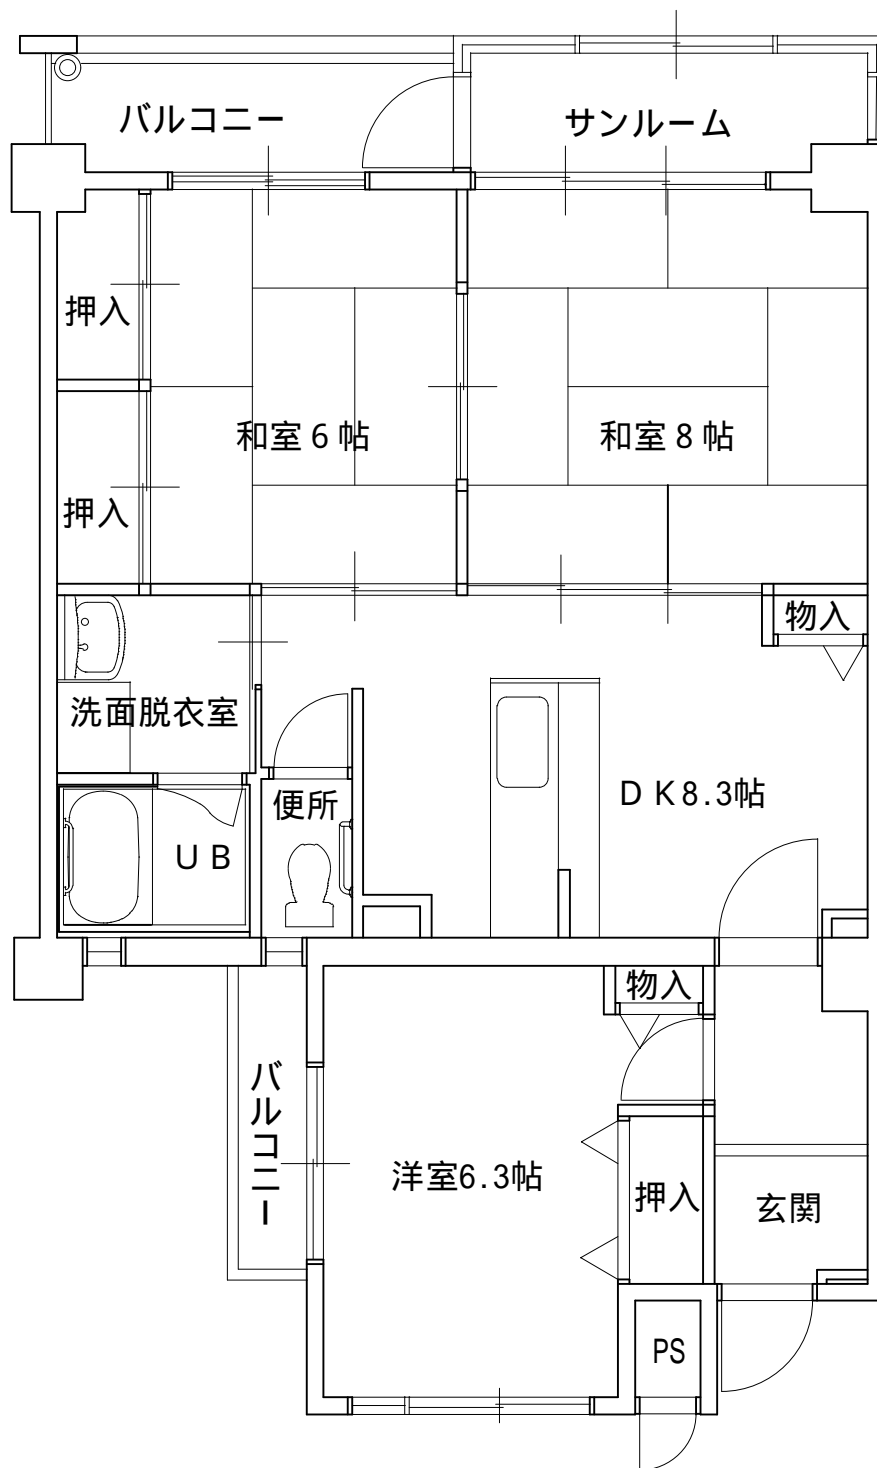 バルコニー
サンルーム
押入
和室６帖
和室８帖
押入
物入
洗面脱衣室
ＤＫ8.3帖
便所
ＵＢ
物入
バルコニー
洋室6.3帖
押入
玄関
PS